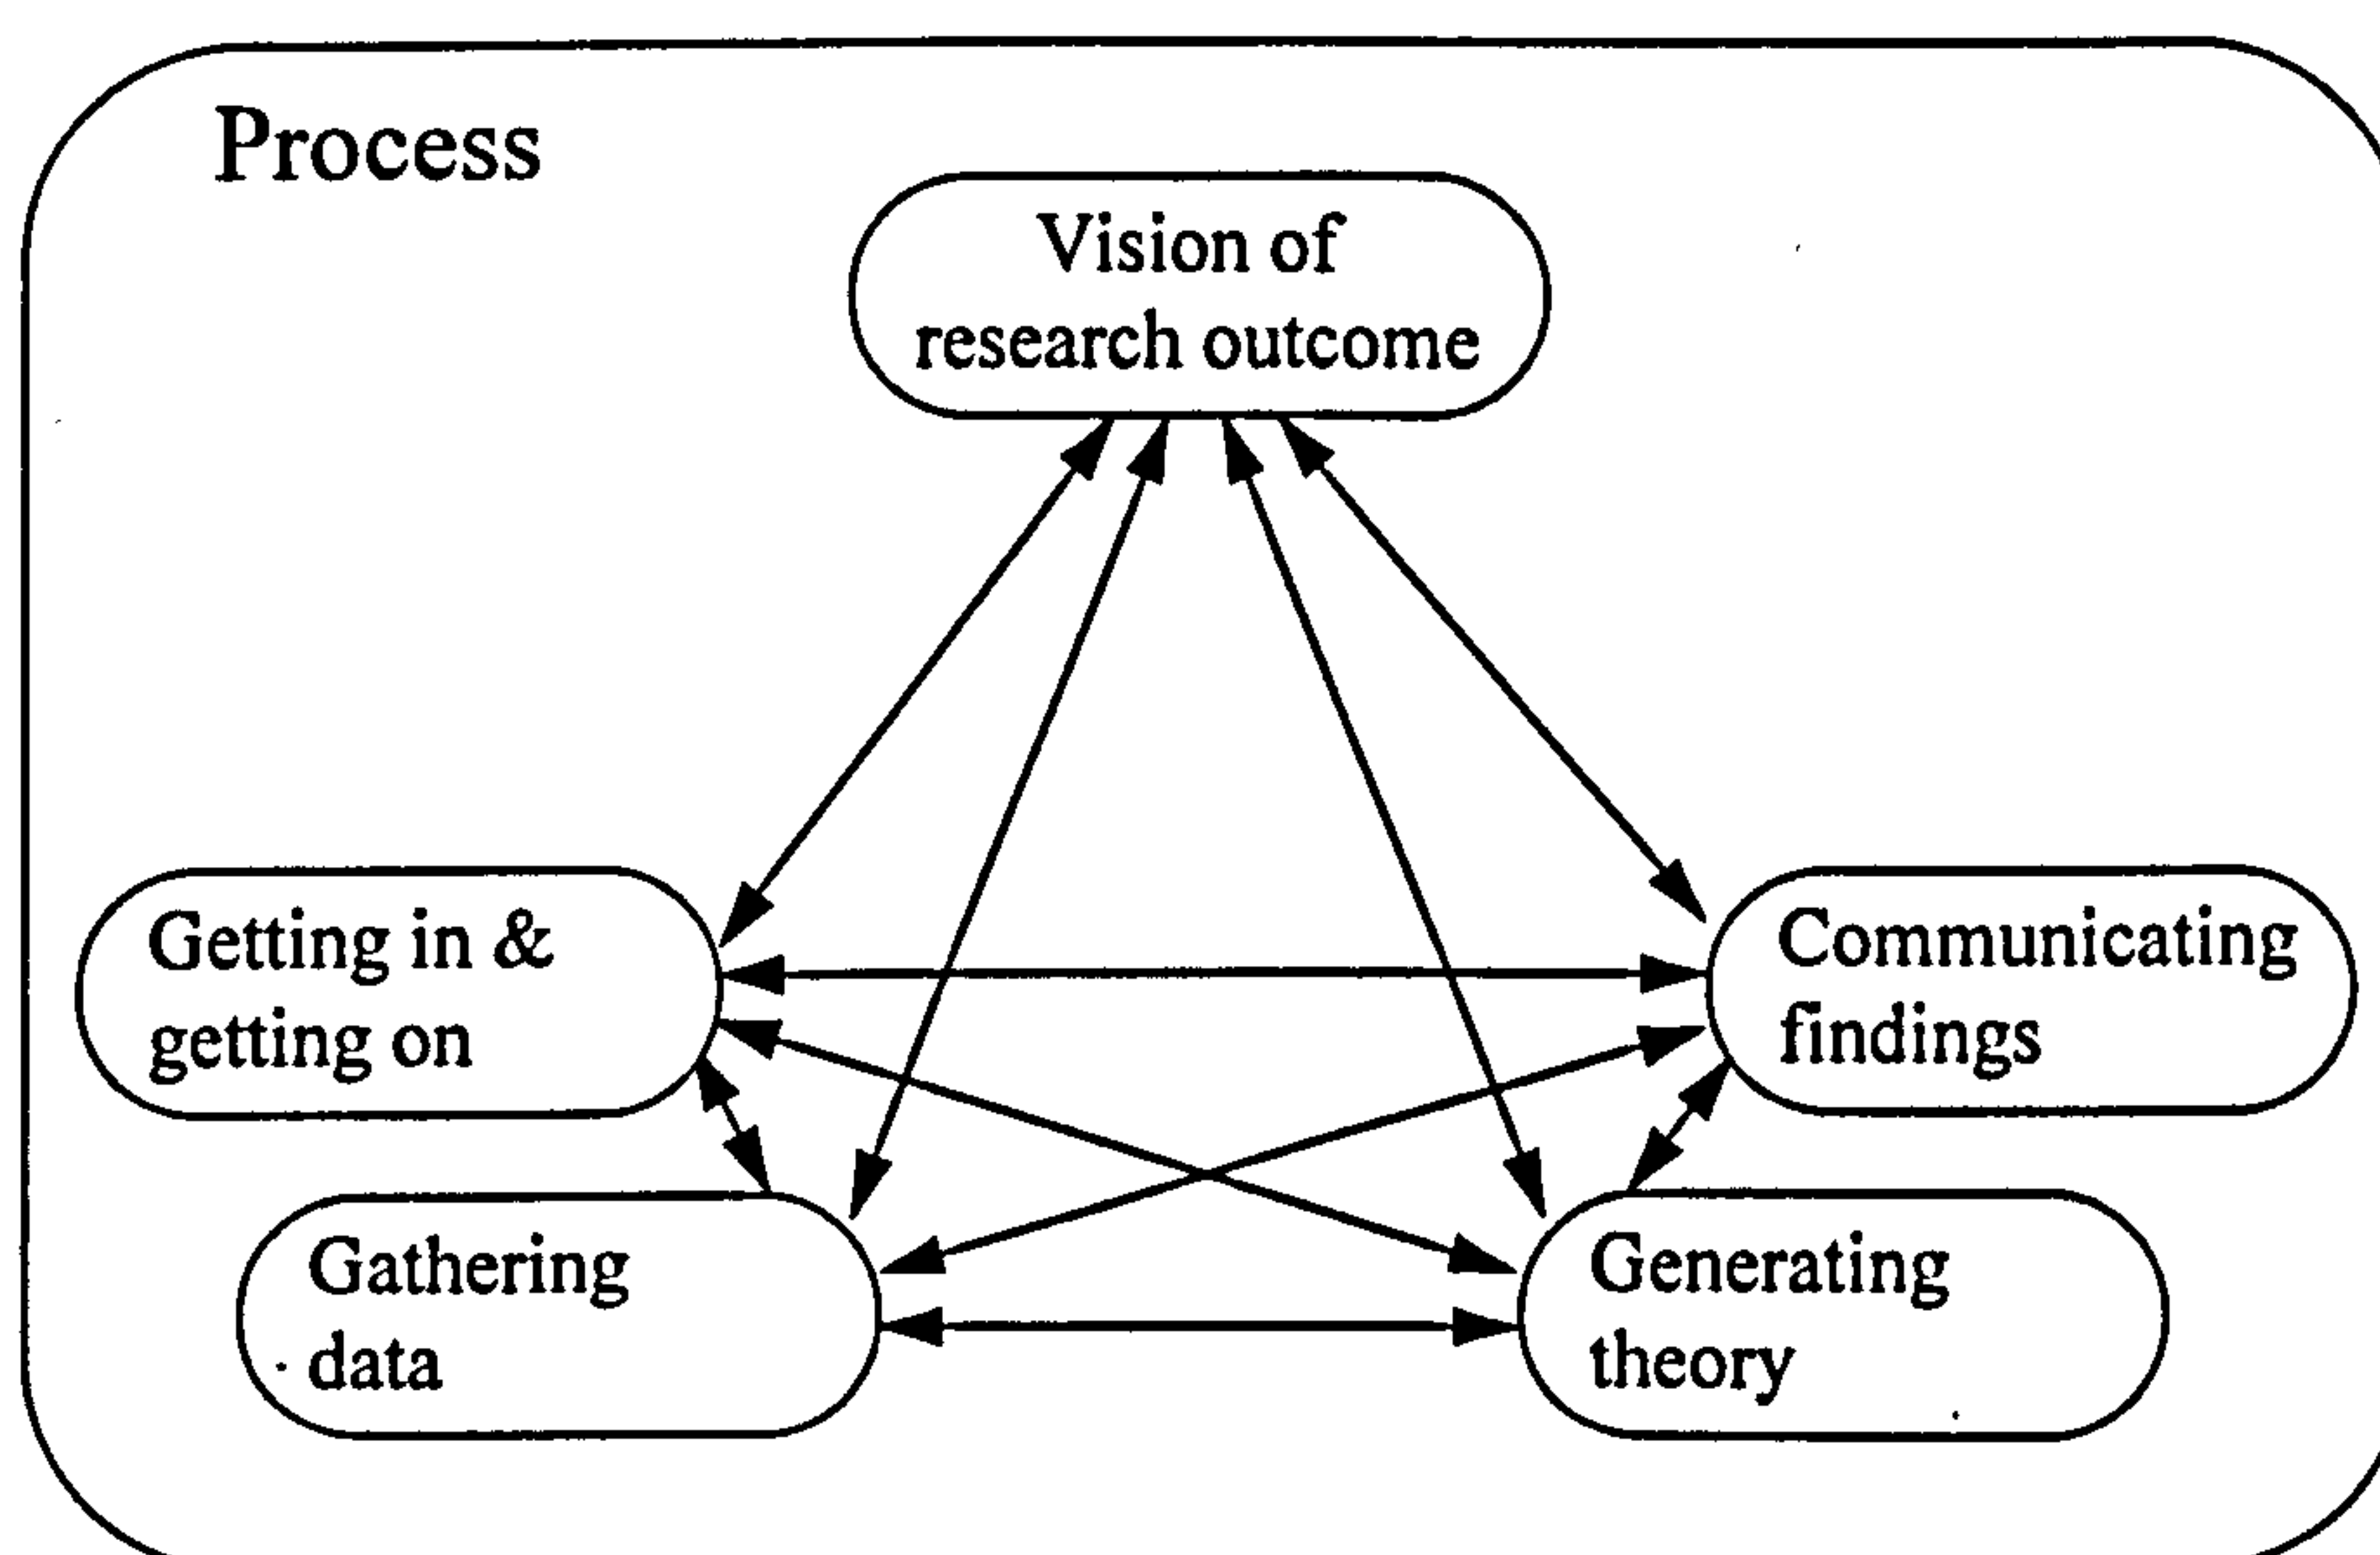 Process
Vision of
research outcome
Getting in &
getting on
Communicating
findings
Gathering
data
Generating
theory